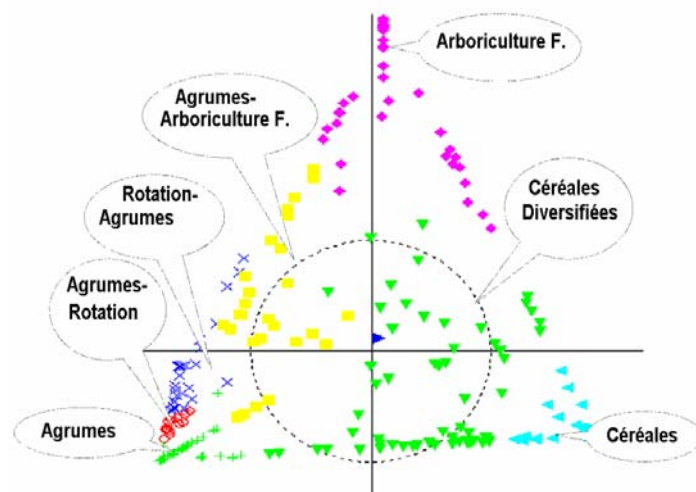 Arboriculture F.
Agrumes-
Arboriculture F.
Rotation-
Agrumes
Céréales
Diversifiées
Agrumes-
Rotation
Agrumes
Céréales